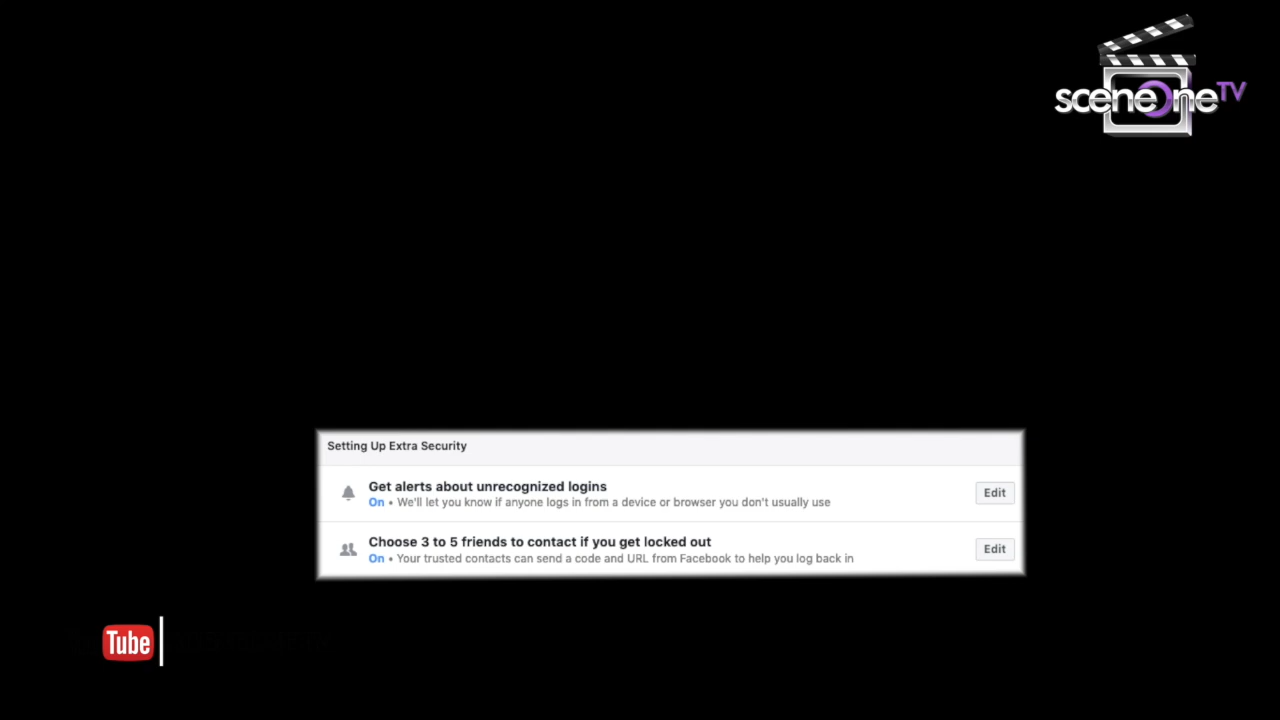 sceneOneTV
Setting Up Extra Security
Get alerts about unrecognized logins
On • We'll let you know if anyone logs in from a device or browser you don't usually use
Edit
Choose 3 to 5 friends to contact if you get locked out
On • Your trusted contacts can send a code and URL from Facebook to help you log back in
Edit
Tube